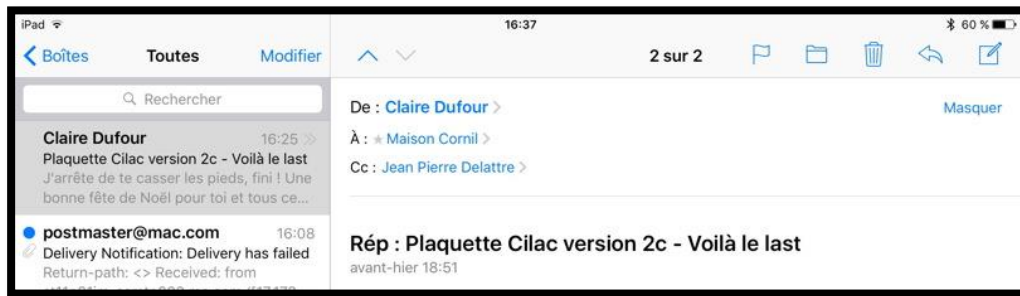 iPad 16:37 60 %
Boîtes Toutes Modifier
2 sur 2
Rechercher
Claire Dufour 16:25
Plaquette Cilac version 2c - Voilà le last
J'arrête de te casser les pieds, fini ! Une
bonne fête de Noël pour toi et tous ce...
postmaster@mac.com 16:08
Delivery Notification: Delivery has failed
Return-path: <> Received: from
De : Claire Dufour
Masquer
À : Maison Cornil
Cc : Jean Pierre Delattre
Rép : Plaquette Cilac version 2c - Voilà le last
avant-hier 18:51